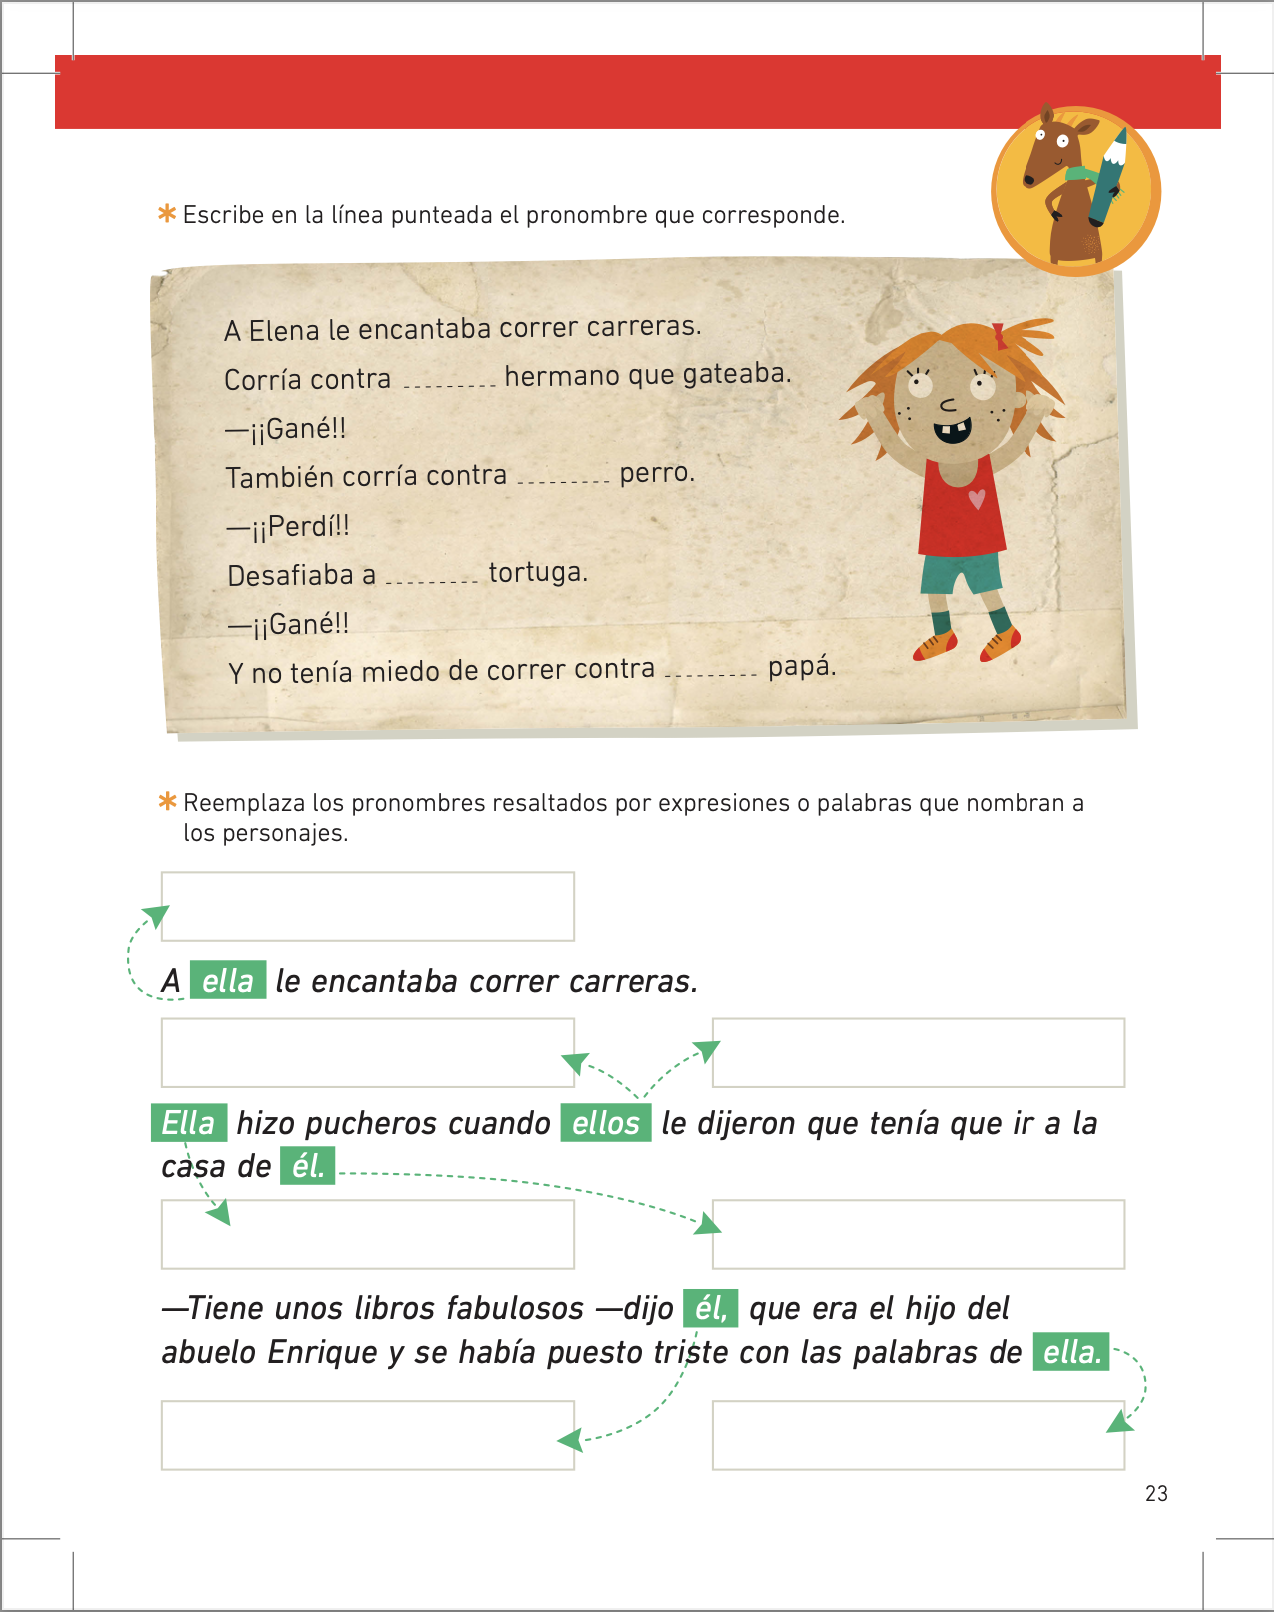 * Escribe en la línea punteada el pronombre que corresponde.
A Elena le encantaba correr carreras.
Corría contra _________ hermano que gateaba.
—¡¡Gané!!
También corría contra _________ perro.
—¡¡Perdí!!
Desafiaba a _________ tortuga.
—¡¡Gané!!
Y no tenía miedo de correr contra _________ papá.
* Reemplaza los pronombres resaltados por expresiones o palabras que nombran a
los personajes.
A ella le encantaba correr carreras.
Ella hizo pucheros cuando ellos le dijeron que tenía que ir a la
casa de él.
—Tiene unos libros fabulosos —dijo él, que era el hijo del
abuelo Enrique y se había puesto triste con las palabras de ella.
23